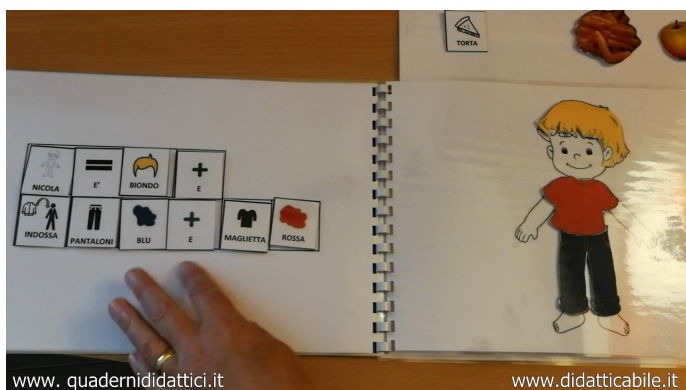 TORTA
NICOLA E' BIONDO E
INDOSSA PANTALONI BLU E MAGLIETTA ROSSA
www. quadernididattici.it
www.didatticabile.it